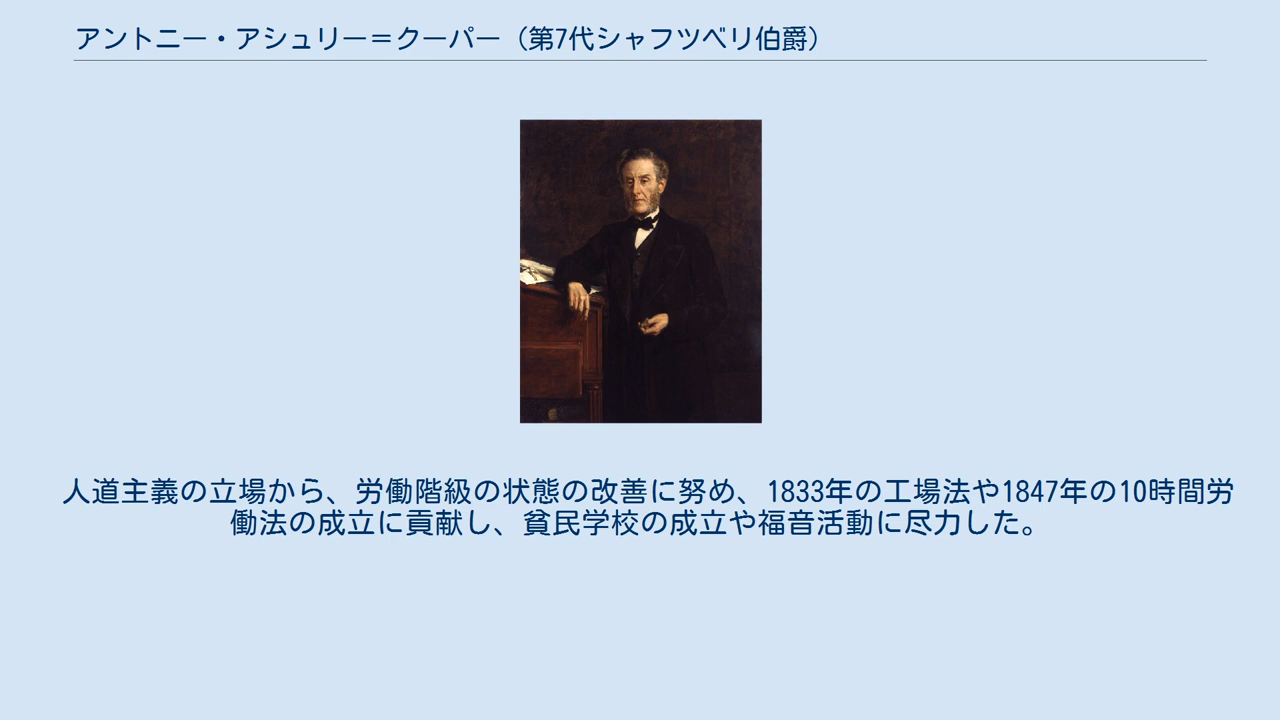 アントニー・アシュリー＝クーパー（第7代シャフツベリ伯爵）
人道主義の立場から、労働階級の状態の改善に努め、1833年の工場法や1847年の10時間労
働法の成立に貢献し、貧民学校の成立や福音活動に尽力した。